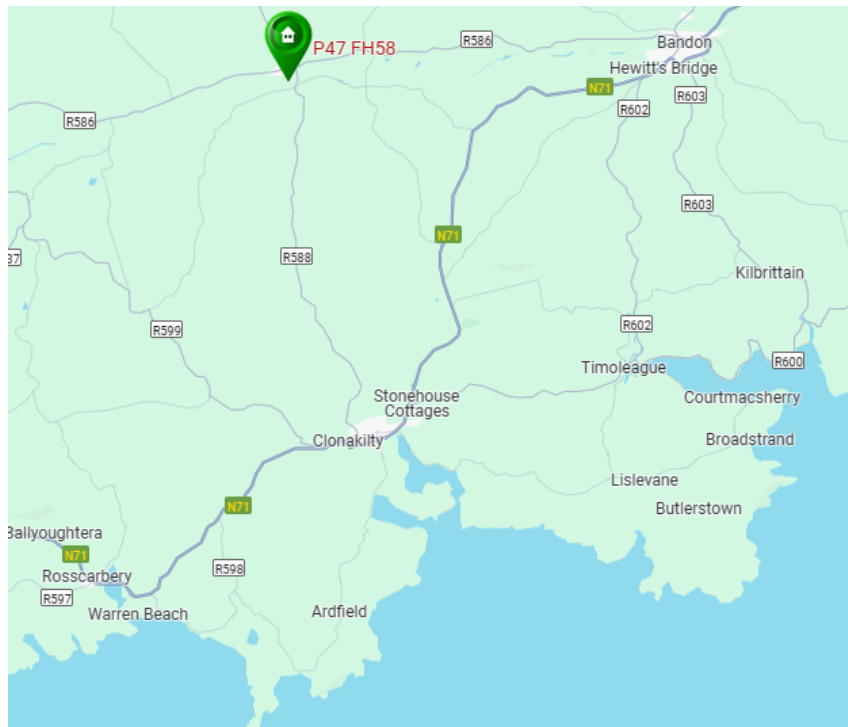 P47 FH58
R586
Bandon
Hewitt's Bridge
N71
R602
R603
R586
N71
R603
R588
37
Kilbrittain
R599
R602
Timoleague
R600
Stonehouse
Cottages
Courtmacsherry
Clonakilty
Broadstrand
Lislevane
N71
Butlerstown
Ballyoughtera
N71
R598
Rosscarbery
R597
Warren Beach
Ardfield